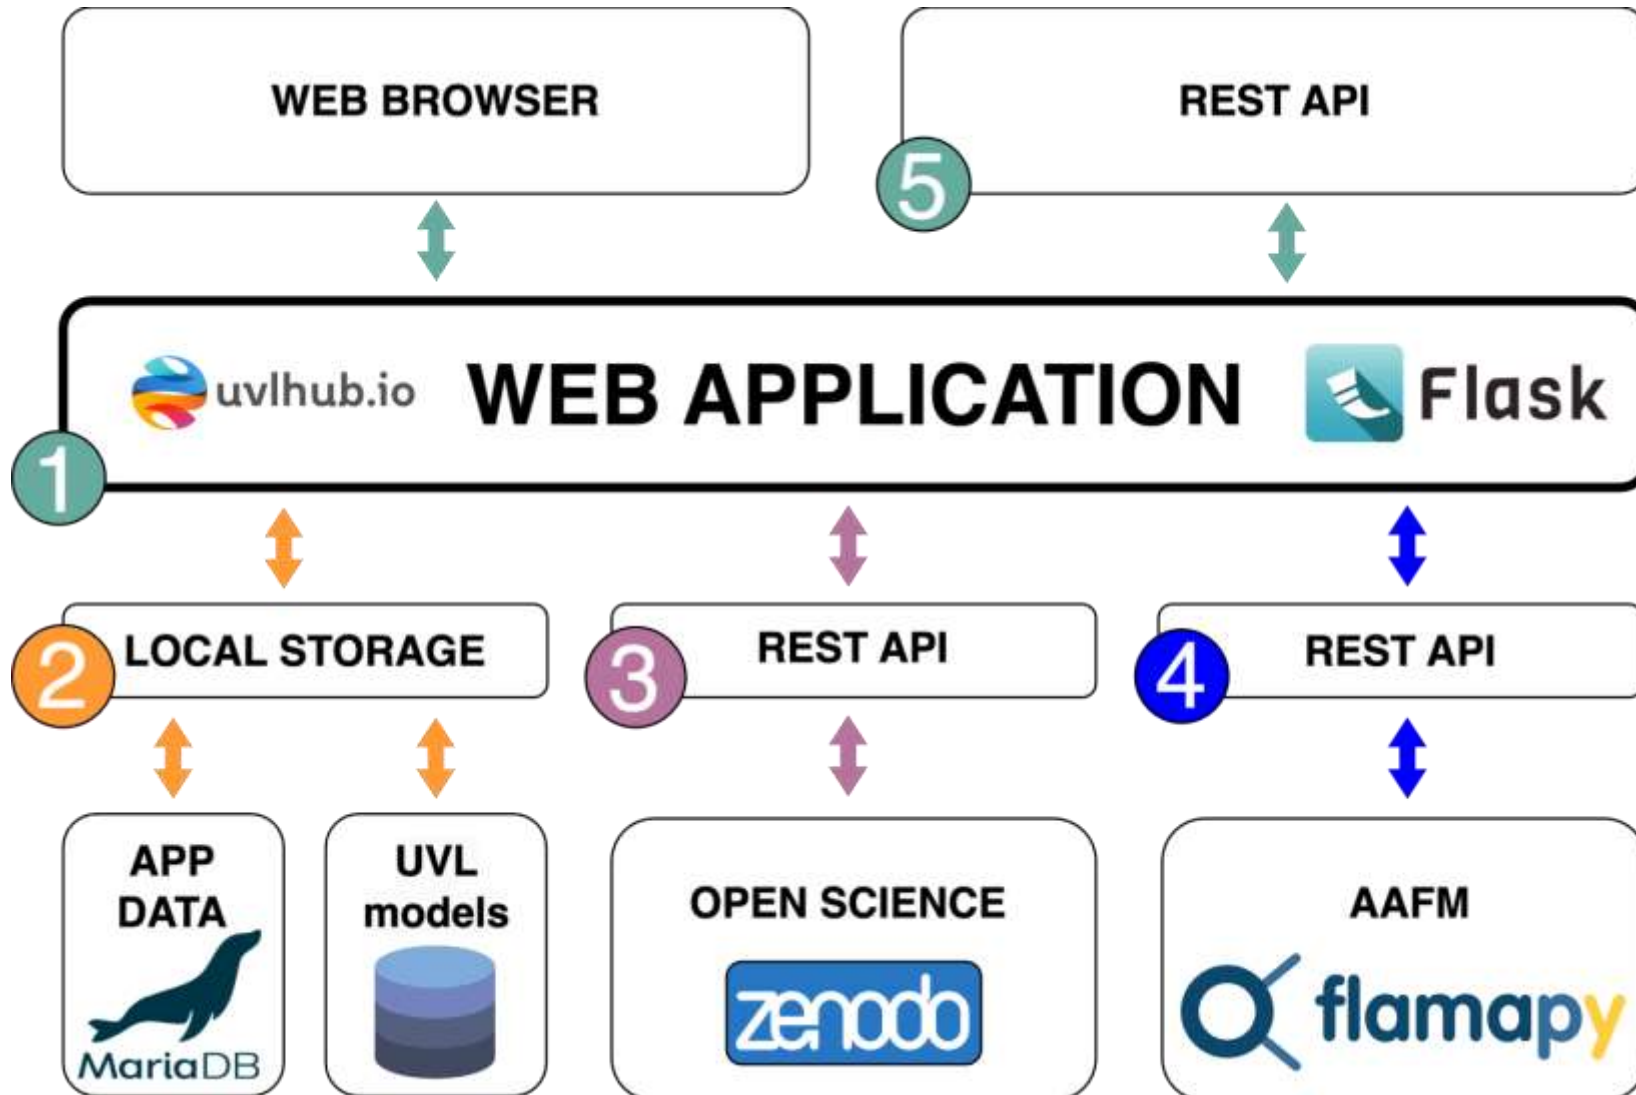 WEB BROWSER
REST API
5
uvlhub.io
WEB APPLICATION
Flask
1
2
LOCAL STORAGE
3
REST API
4
REST API
APP
DATA
MariaDB
UVL
models
OPEN SCIENCE
zenodo
AAFM
flamapy